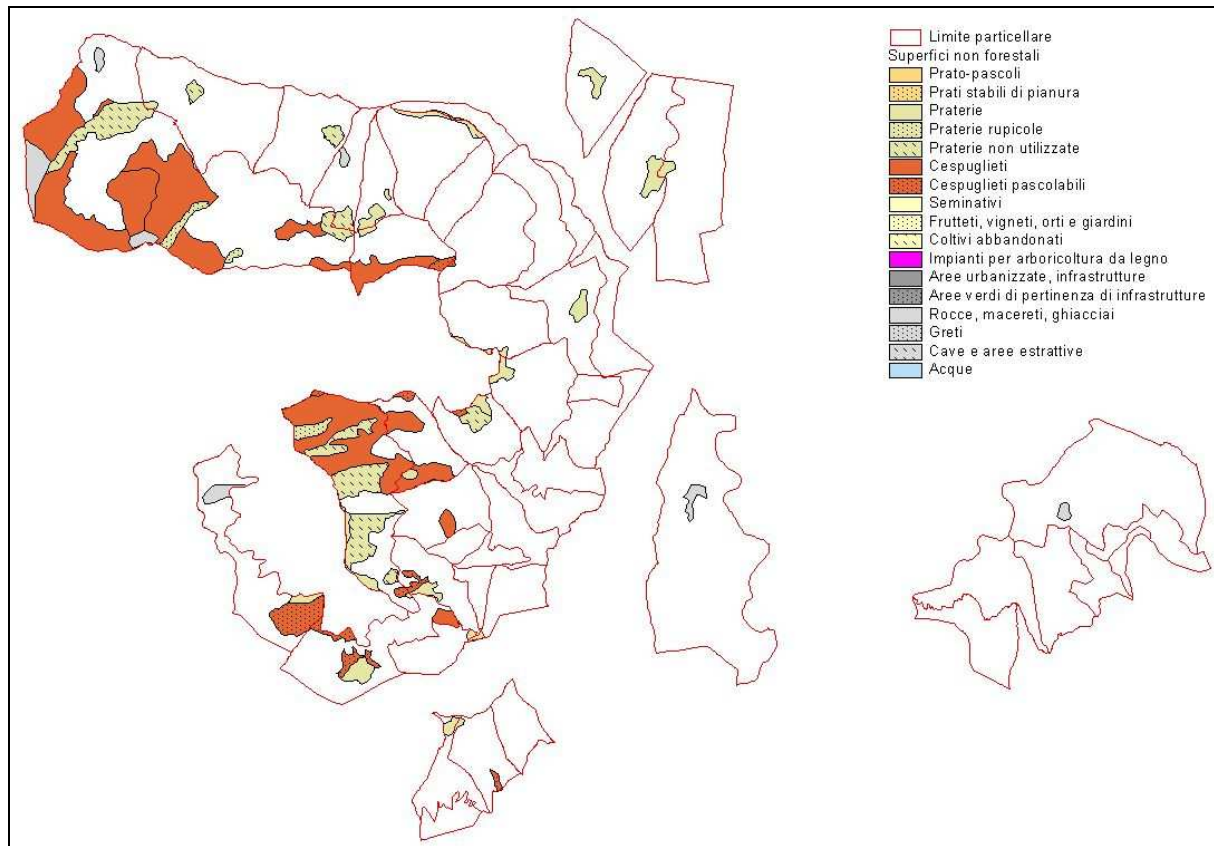 Limite particellare
Superfici non forestali
Prato-pascoli
Prati stabili di pianura
Praterie
Praterie rupicole
Praterie non utilizzate
Cespuglieti
Cespuglieti pascolabili
Seminativi
Frutteti, vigneti, orti e giardini
Coltivi abbandonati
Impianti per arboricoltura da legno
Aree urbanizzate, infrastrutture
Aree verdi di pertinenza di infrastrutture
Rocce, macereti, ghiacciai
Greti
Cave e aree estrattive
Acque